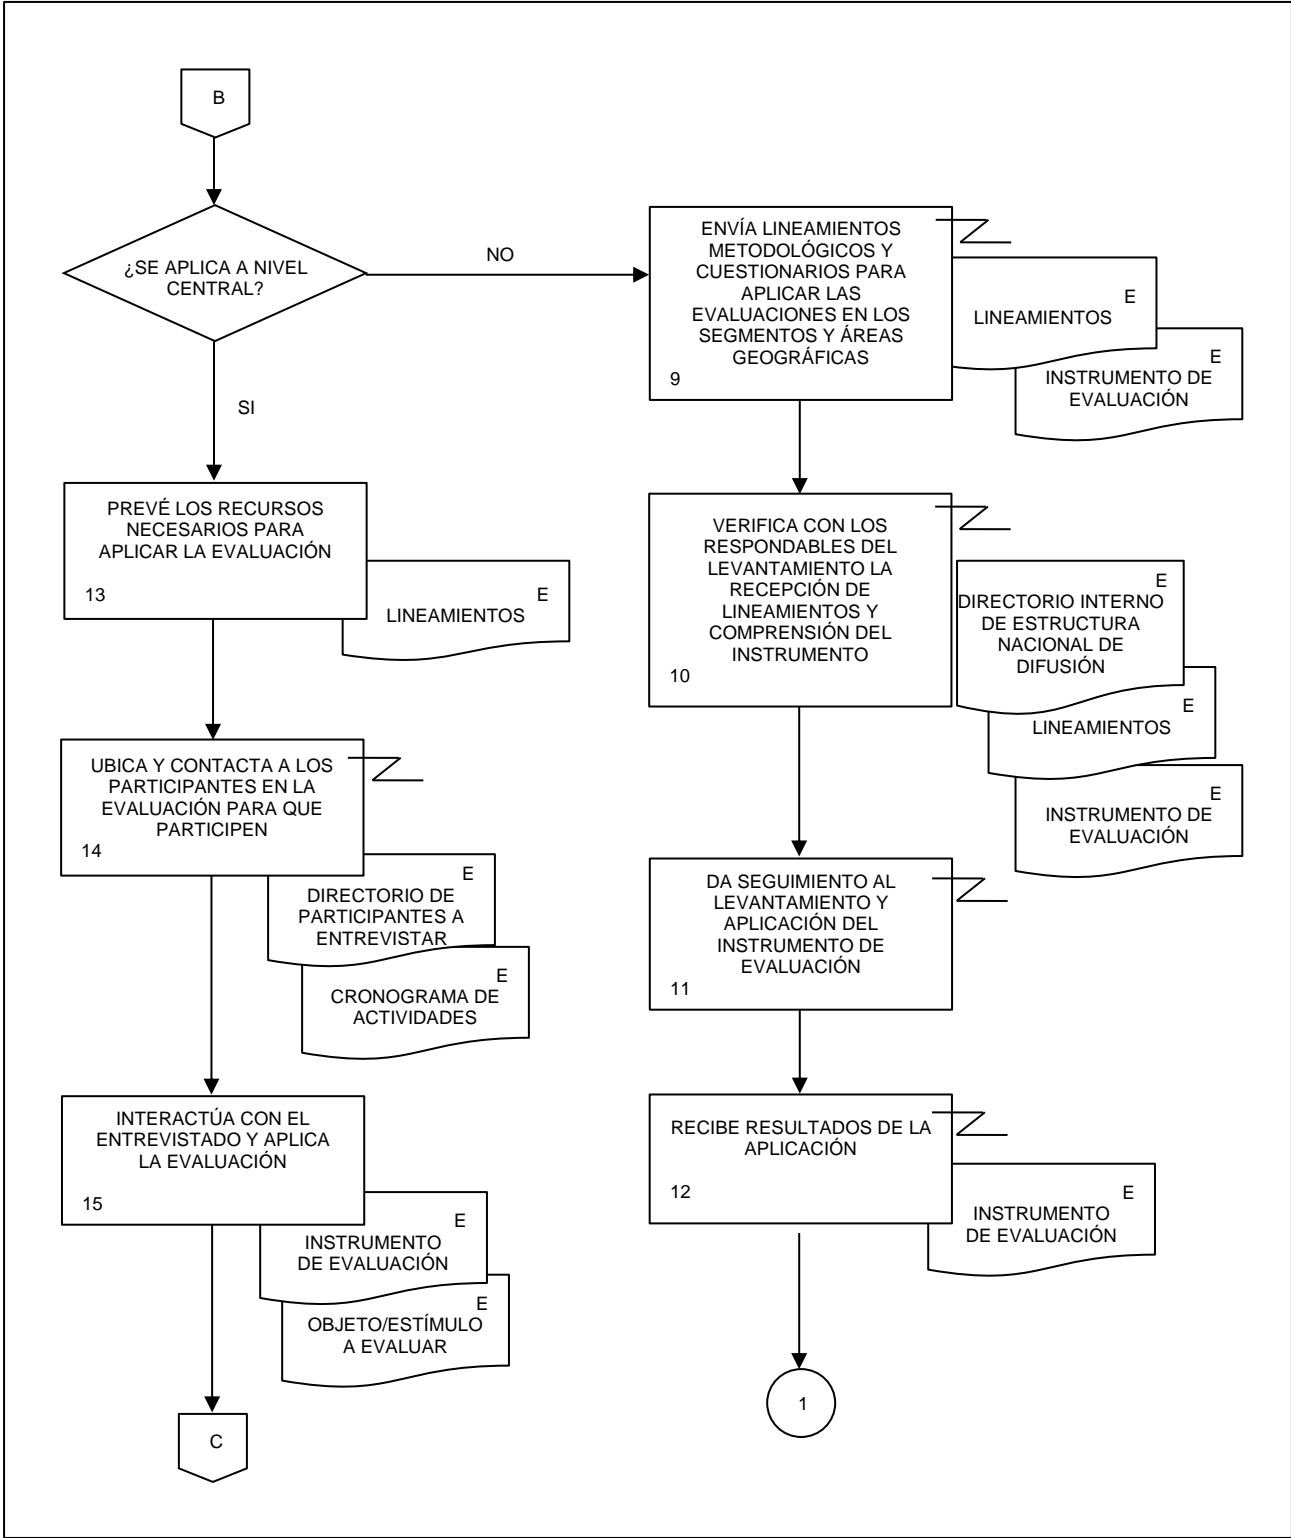 B
¿SE APLICA A NIVEL
CENTRAL?
NO
SI
ENVÍA LINEAMIENTOS
METODOLÓGICOS Y
CUESTIONARIOS PARA
APLICAR LAS
EVALUACIONES EN LOS
SEGMENTOS Y ÁREAS
GEOGRÁFICAS
9
E
LINEAMIENTOS
E
INSTRUMENTO DE
EVALUACIÓN
VERIFICA CON LOS
RESPONDABLES DEL
LEVANTAMIENTO LA
RECEPCIÓN DE
LINEAMIENTOS Y
COMPRENSIÓN DEL
INSTRUMENTO
10
E
DIRECTORIO INTERNO
DE ESTRUCTURA
NACIONAL DE
DIFUSIÓN
E
LINEAMIENTOS
E
INSTRUMENTO DE
EVALUACIÓN
DA SEGUIMIENTO AL
LEVANTAMIENTO Y
APLICACIÓN DEL
INSTRUMENTO DE
EVALUACIÓN
11
RECIBE RESULTADOS DE LA
APLICACIÓN
12
E
INSTRUMENTO
DE EVALUACIÓN
1
PREVÉ LOS RECURSOS
NECESARIOS PARA
APLICAR LA EVALUACIÓN
13
E
LINEAMIENTOS
UBICA Y CONTACTA A LOS
PARTICIPANTES EN LA
EVALUACIÓN PARA QUE
PARTICIPEN
14
E
DIRECTORIO DE
PARTICIPANTES A
ENTREVISTAR
E
CRONOGRAMA DE
ACTIVIDADES
INTERACTÚA CON EL
ENTREVISTADO Y APLICA
LA EVALUACIÓN
15
E
INSTRUMENTO
DE EVALUACIÓN
E
OBJETO/ESTÍMULO
A EVALUAR
C